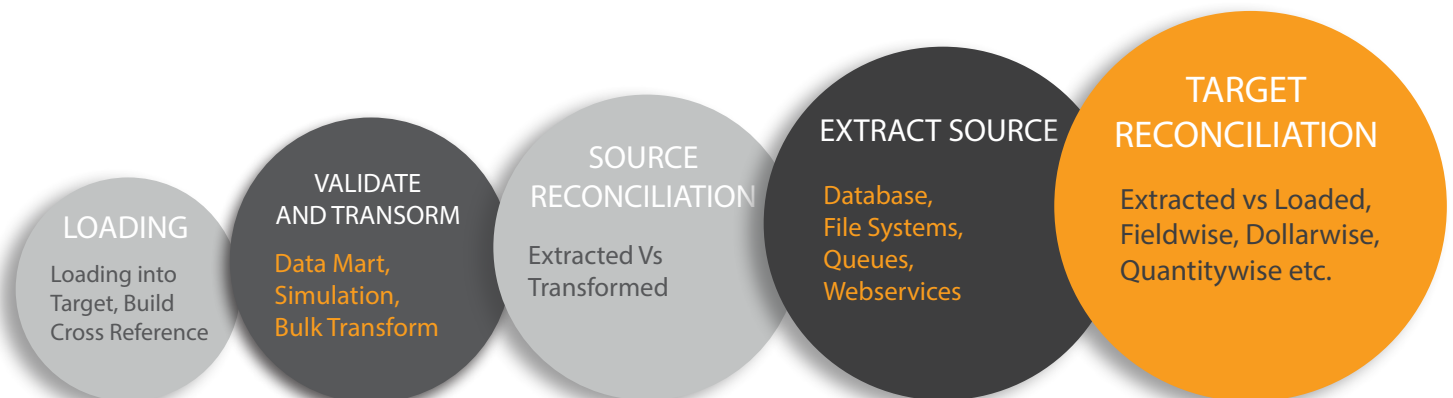 LOADING
Loading into
Target, Build
Cross Reference
VALIDATE
AND TRANSORM
Data Mart,
Simulation,
Bulk Transform
SOURCE
RECONCILIATION
Extracted Vs
Transformed
EXTRACT SOURCE
Database,
File Systems,
Queues,
Webservices
TARGET
RECONCILIATION
Extracted vs Loaded,
Fieldwise, Dollarwise,
Quantitywise etc.